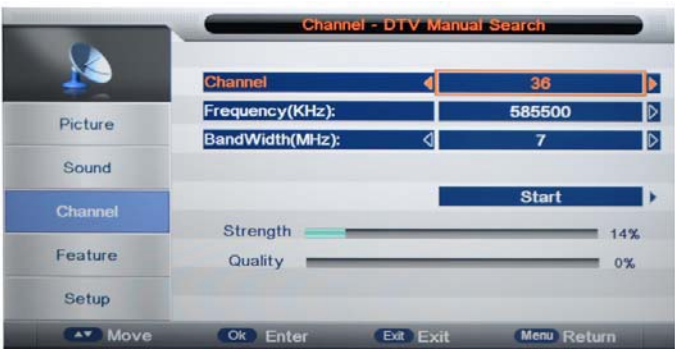 Channel - DTV Manual Search
Channel 36
Frequency(KHz): 585500
BandWidth(MHz): 7
Start
Strength 14%
Quality 0%
Picture
Sound
Channel
Feature
Setup
Move Ok Enter Exit Exit Menu Return